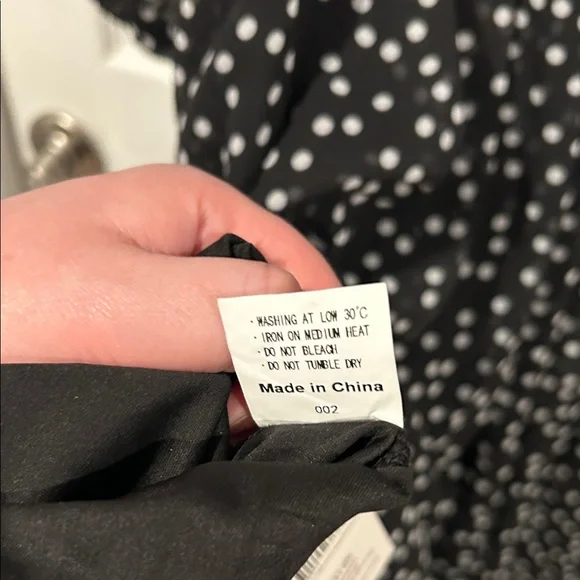 · WASHING AT LOW 30°C
· IRON ON MEDIUM HEAT
· DO NOT BLEACH
· DO NOT TUMBLE DRY
Made in China
002